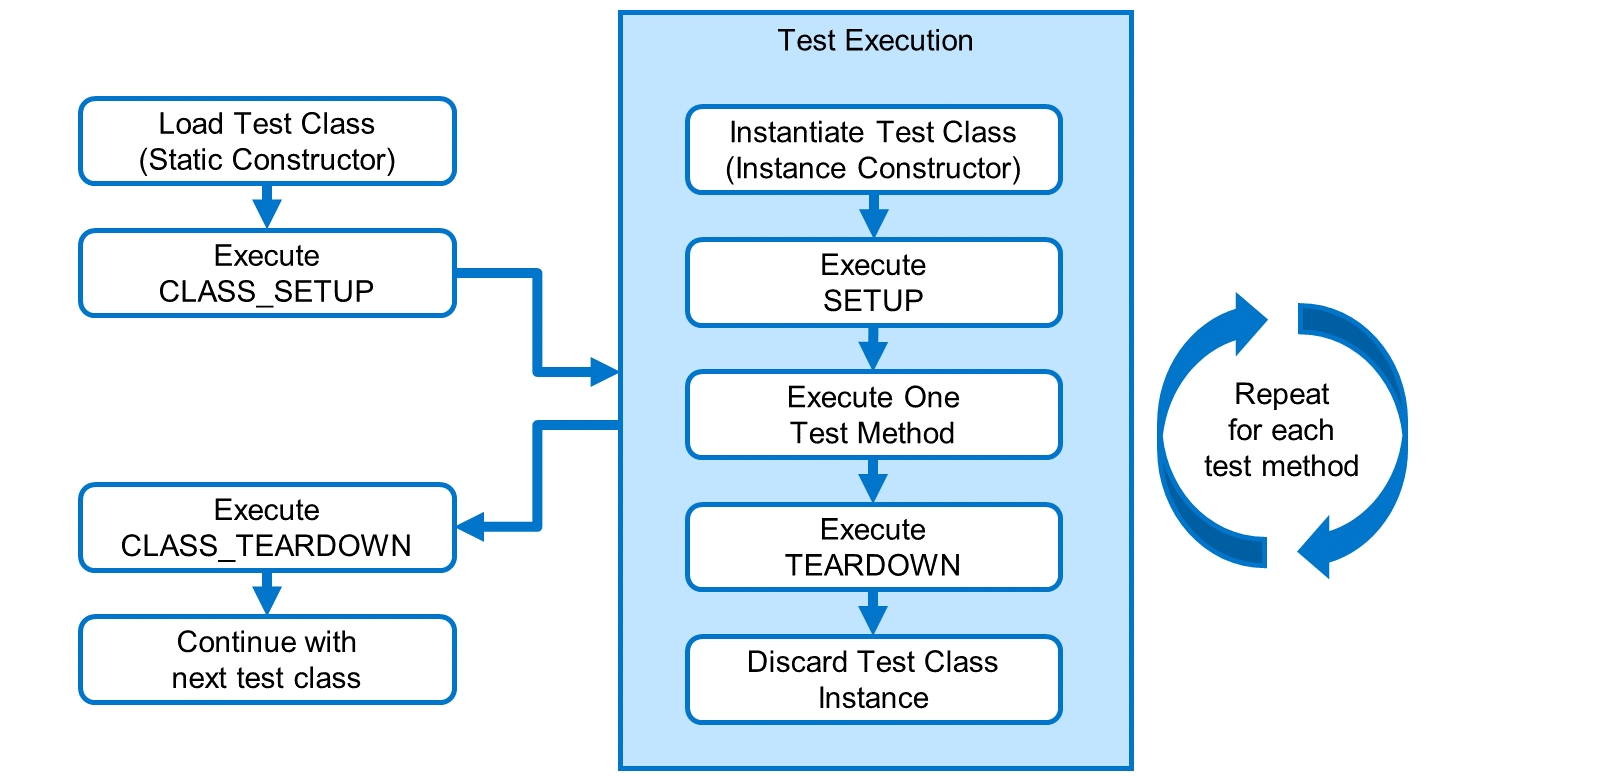 Load Test Class
(Static Constructor)
Execute
CLASS_SETUP
Test Execution
Instantiate Test Class
(Instance Constructor)
Execute
SETUP
Execute One
Test Method
Execute
TEARDOWN
Discard Test Class
Instance
Repeat
for each
test method
Execute
CLASS_TEARDOWN
Continue with
next test class